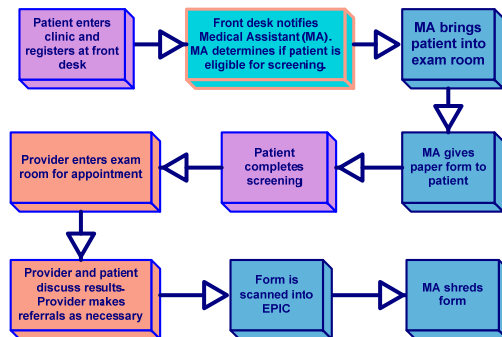 Patient enters
clinic and
registers at front
desk
Front desk notifies
Medical Assistant (MA).
MA determines if patient is
eligible for screening.
MA brings
patient into
exam room
Provider enters exam
room for appointment
Patient
completes
screening
MA gives
paper form to
patient
Provider and patient
discuss results.
Provider makes
referrals as necessary
Form is
scanned into
EPIC
MA shreds
form